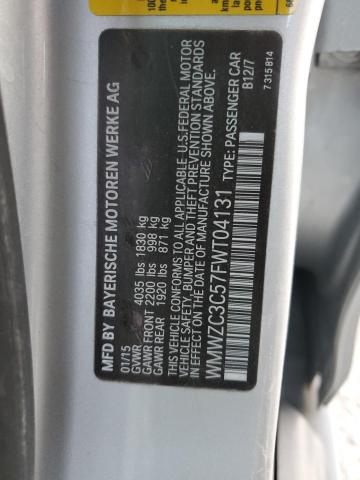 MFD BY BAYERISCHE MOTOREN WERKE AG
01/15
GVWR 4035 lbs 1830 kg
GAWR FRONT 2200 lbs 998 kg
GAWR REAR 1920 lbs 871 kg
THIS VEHICLE CONFORMS TO ALL APPLICABLE U.S. FEDERAL MOTOR
VEHICLE SAFETY, BUMPER AND THEFT PREVENTION STANDARDS
IN EFFECT ON THE DATE OF MANUFACTURE SHOWN ABOVE.
WMWZC3C57FWT04131 TYPE: PASSENGER CAR
B12/7
7 315 814